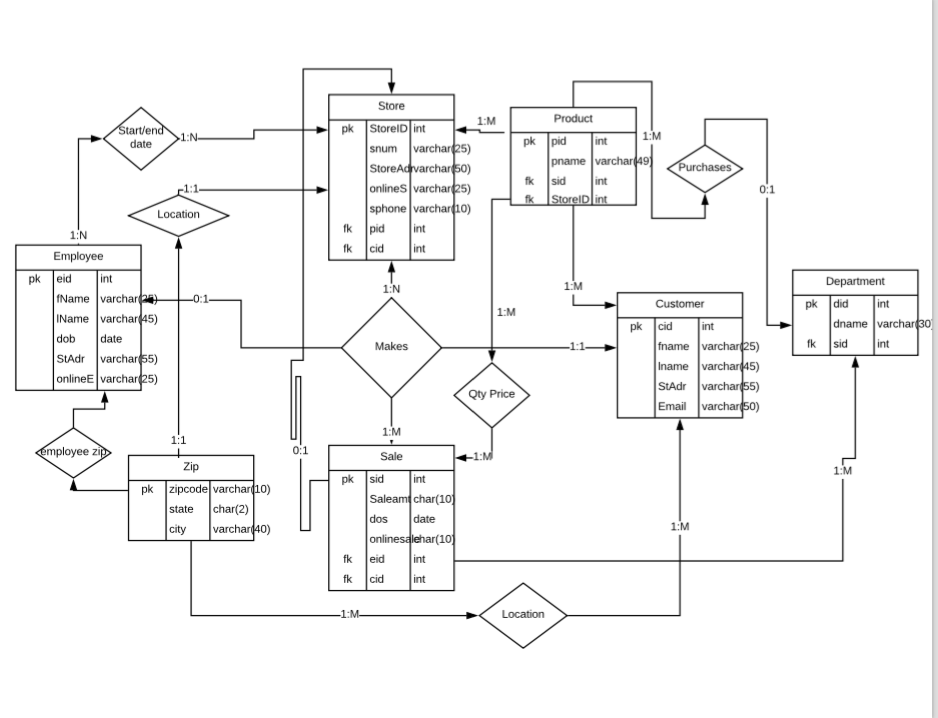 Store
pk StoreID int
snum varchar(25)
StoreAdr varchar(50)
onlineS varchar(25)
sphone varchar(10)
fk pid int
fk cid int
Product
pk pid int
pname varchar(49)
fk sid int
fk StoreID int
Start/end
date
1:N
1:M
1:M
Purchases
0:1
1:1
Location
1:N
Employee
pk eid int
fName varchar(25)
lName varchar(45)
dob date
StAdr varchar(55)
onlineE varchar(25)
0:1
1:N
Makes
1:1
1:M
1:M
1:M
Customer
pk cid int
fname varchar(25)
lname varchar(45)
StAdr varchar(55)
Email varchar(50)
Department
pk did int
dname varchar(30)
fk sid int
Qty Price
1:M
employee zip
1:1
Zip
pk zipcode varchar(10)
state char(2)
city varchar(40)
0:1
Sale
pk sid int
Saleamt char(10)
dos date
onlinesale char(10)
fk eid int
fk cid int
1:M
1:M
1:M
Location